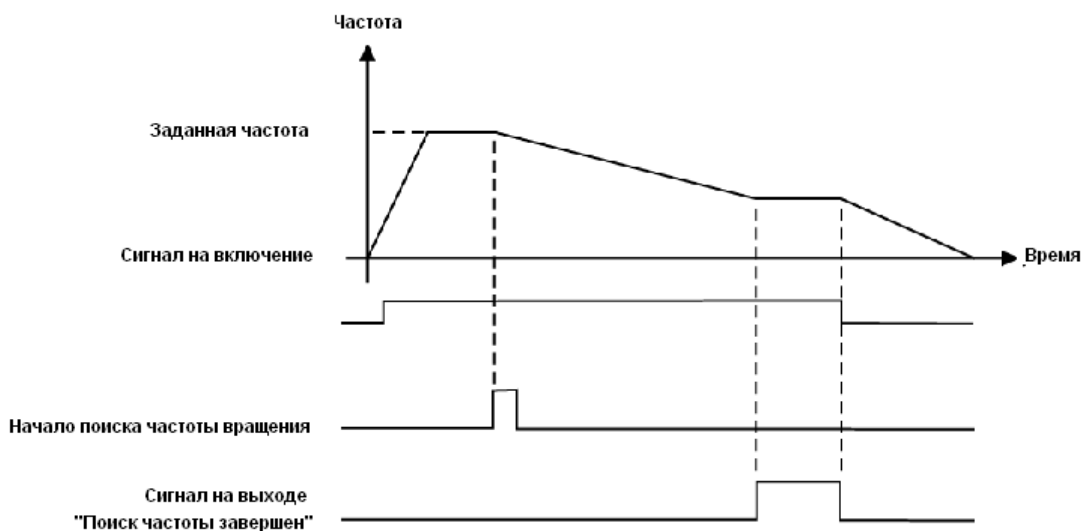 Частота
Заданная частота
Сигнал на включение
Время
Начало поиска частоты вращения
Сигнал на выходе
"Поиск частоты завершен"